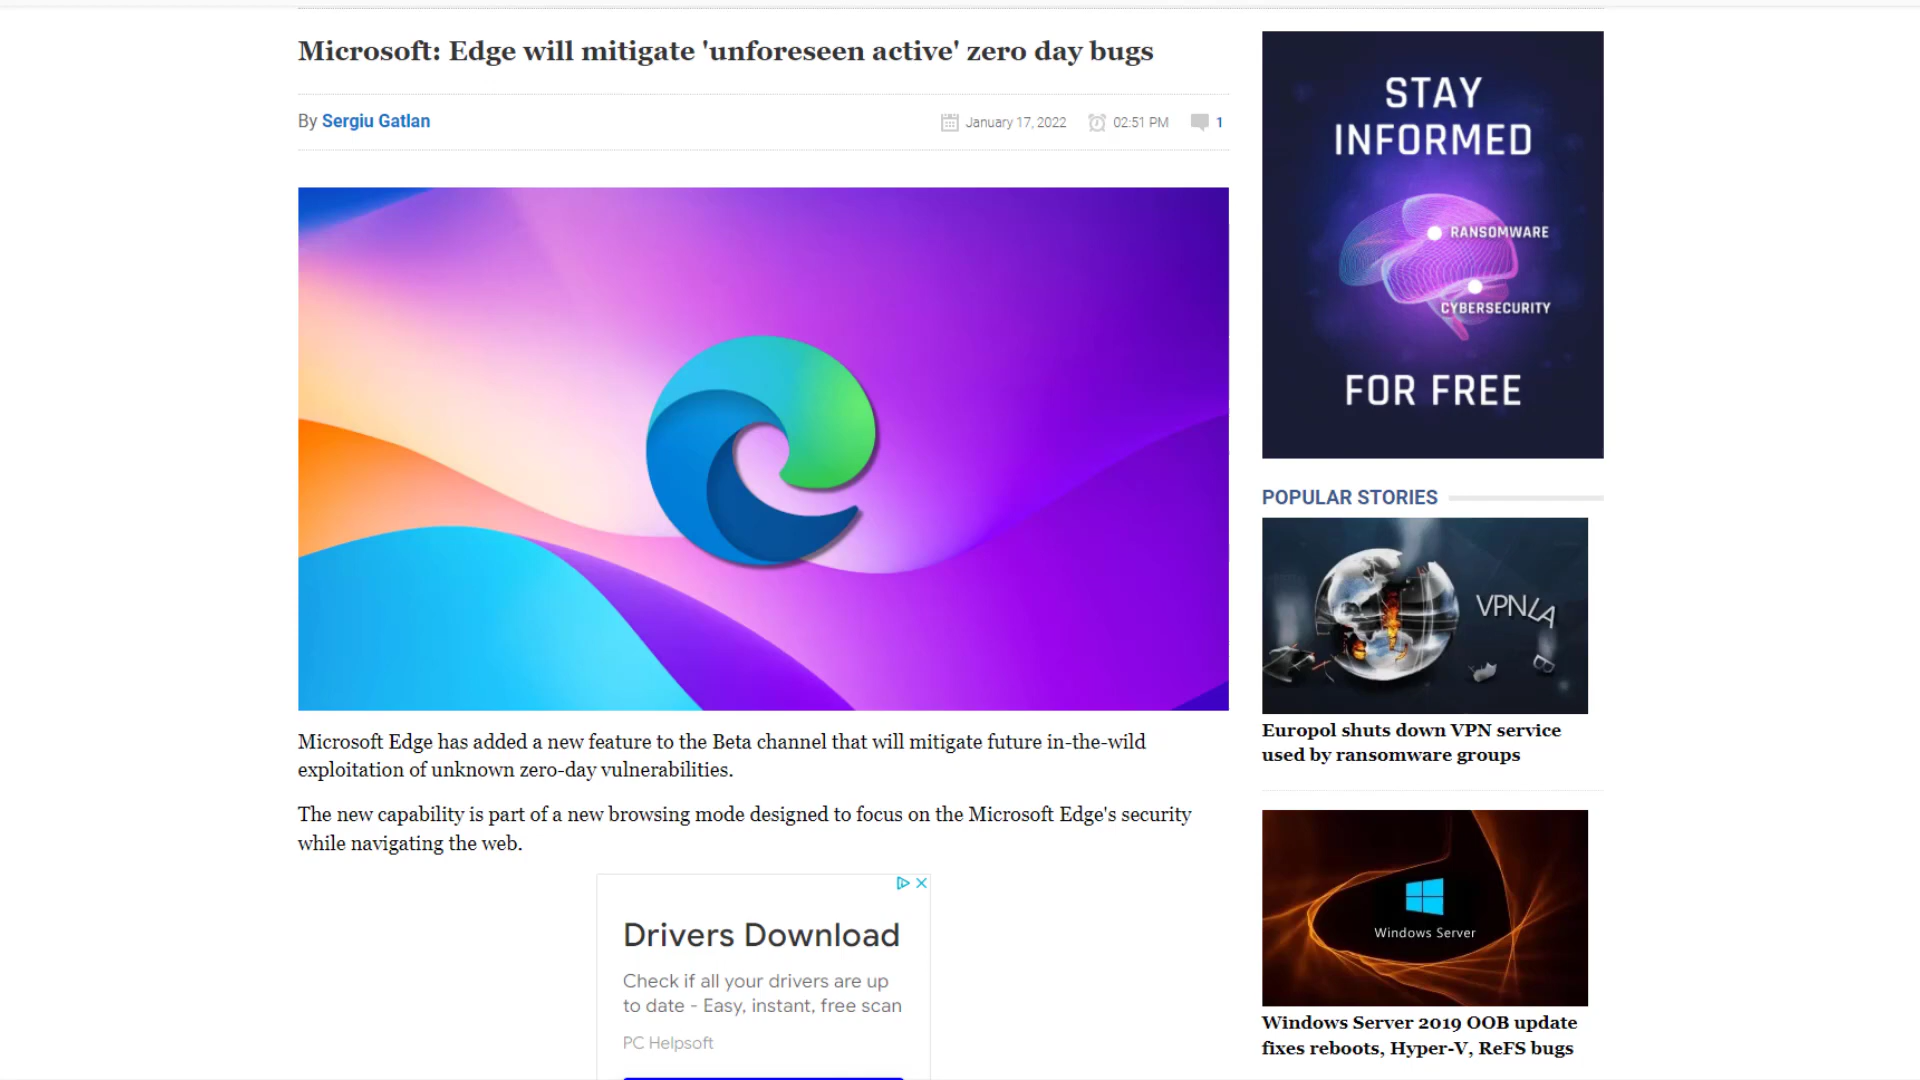 Microsoft: Edge will mitigate 'unforeseen active' zero day bugs
By Sergiu Gatlan
January 17, 2022
02:51 PM
1
Microsoft Edge has added a new feature to the Beta channel that will mitigate future in-the-wild
exploitation of unknown zero-day vulnerabilities.
The new capability is part of a new browsing mode designed to focus on the Microsoft Edge's security
while navigating the web.
Drivers Download
Check if all your drivers are up
to date - Easy, instant, free scan
PC Helpsoft
STAY
INFORMED
RANSOMWARE
CYBERSECURITY
FOR FREE
POPULAR STORIES
VPNLA
B
Europol shuts down VPN service
used by ransomware groups
Windows Server
Windows Server 2019 OOB update
fixes reboots, Hyper-V, ReFS bugs